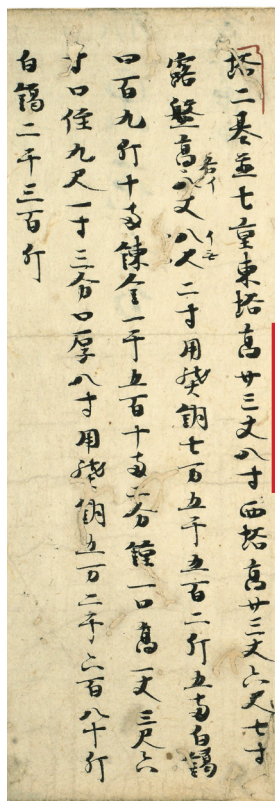 塔二基並七重東塔高廿三丈八寸西塔高廿三丈六尺七寸
露盤高八丈八尺二寸用熟銅七万五千五百二斤五両白鑞
四百九斤十両錬金一千五百十両二分鐘一口高一丈三尺六
寸口径九尺一寸三分口厚八寸用熟銅五万二千六百八十斤
白鑞二千三百斤